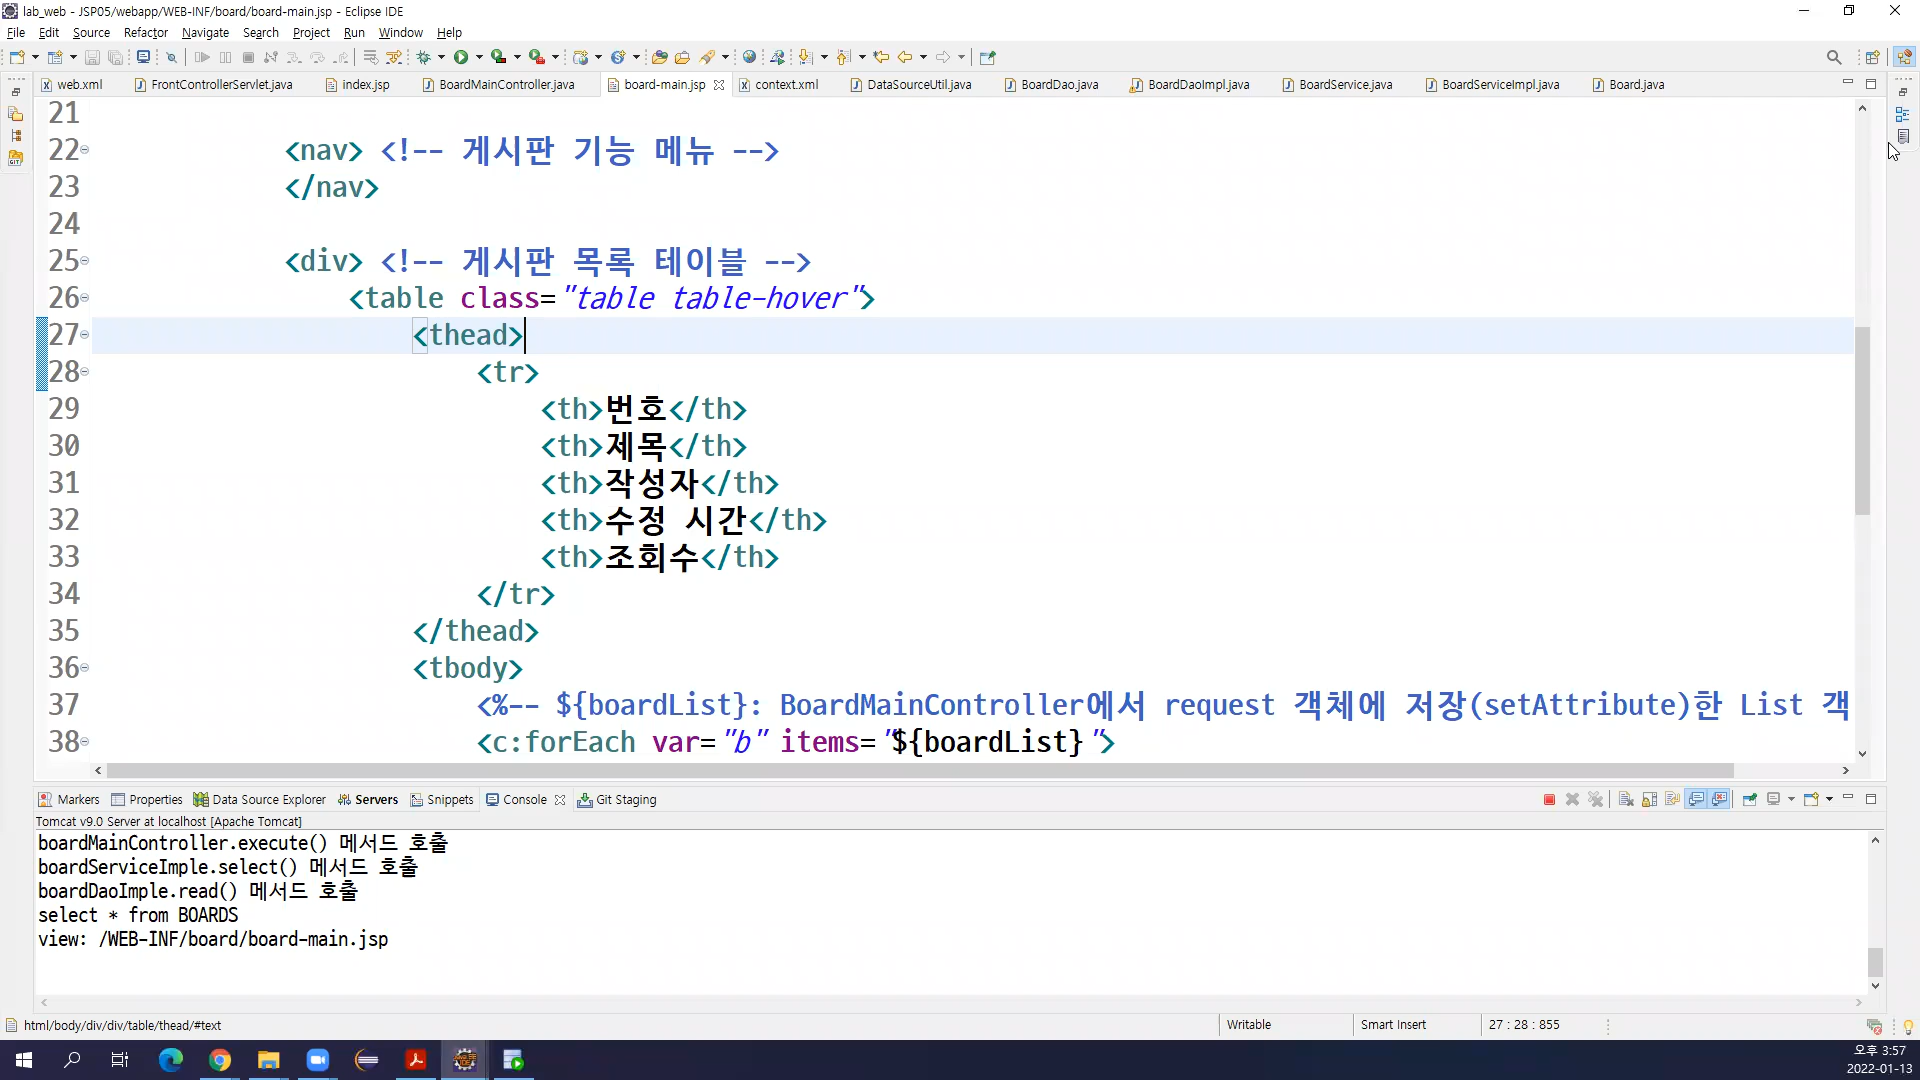 lab_web - JSP05/webapp/WEB-INF/board/board-main.jsp - Eclipse IDE
File Edit Source Refactor Navigate Search Project Run Window Help
web.xml FrontControllerServlet.java index.jsp BoardMainController.java board-main.jsp context.xml DataSourceUtil.java BoardDao.java BoardDaoImpl.java BoardService.java BoardServiceImpl.java Board.java
21
22 <nav> <!-- 게시판 기능 메뉴 -->
23 </nav>
24
25 <div> <!-- 게시판 목록 테이블 -->
26 <table class="table table-hover">
27 <thead>
28 <tr>
29 <th>번호</th>
30 <th>제목</th>
31 <th>작성자</th>
32 <th>수정 시간</th>
33 <th>조회수</th>
34 </tr>
35 </thead>
36 <tbody>
37 <%-- ${boardList}: BoardMainController에서 request 객체에 저장(setAttribute)한 List 객
38 <c:forEach var="b" items="${boardList}">
Markers Properties Data Source Explorer Servers Snippets Console Git Staging
Tomcat v9.0 Server at localhost [Apache Tomcat]
boardMainController.execute() 메서드 호출
boardServiceImple.select() 메서드 호출
boardDaoImple.read() 메서드 호출
select * from BOARDS
view: /WEB-INF/board/board-main.jsp
html/body/div/div/table/thead/#text Writable Smart Insert 27 : 28 : 855
오후 3:57
2022-01-13